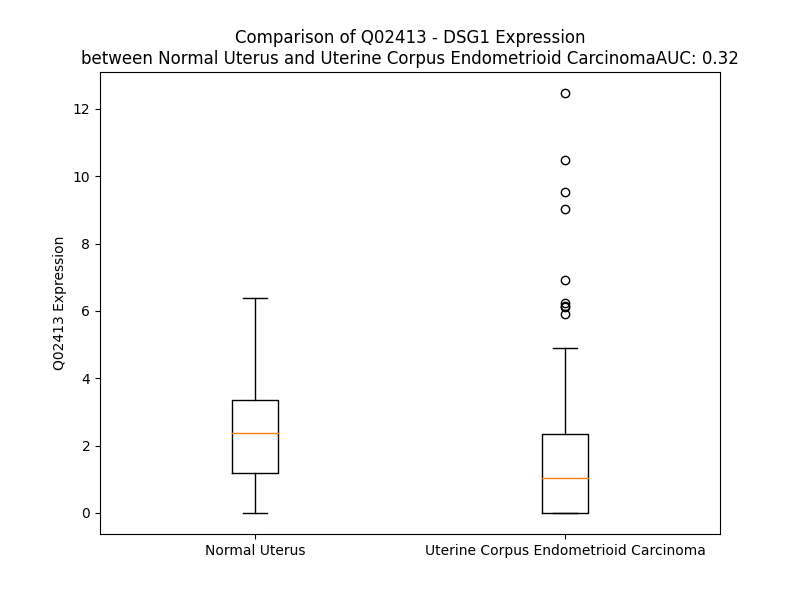 Comparison of Q02413 - DSG1 Expression
between Normal Uterus and Uterine Corpus Endometrioid CarcinomaAUC: 0.32
12
10
8
6
4
2
0
Q02413 Expression
Normal Uterus
Uterine Corpus Endometrioid Carcinoma